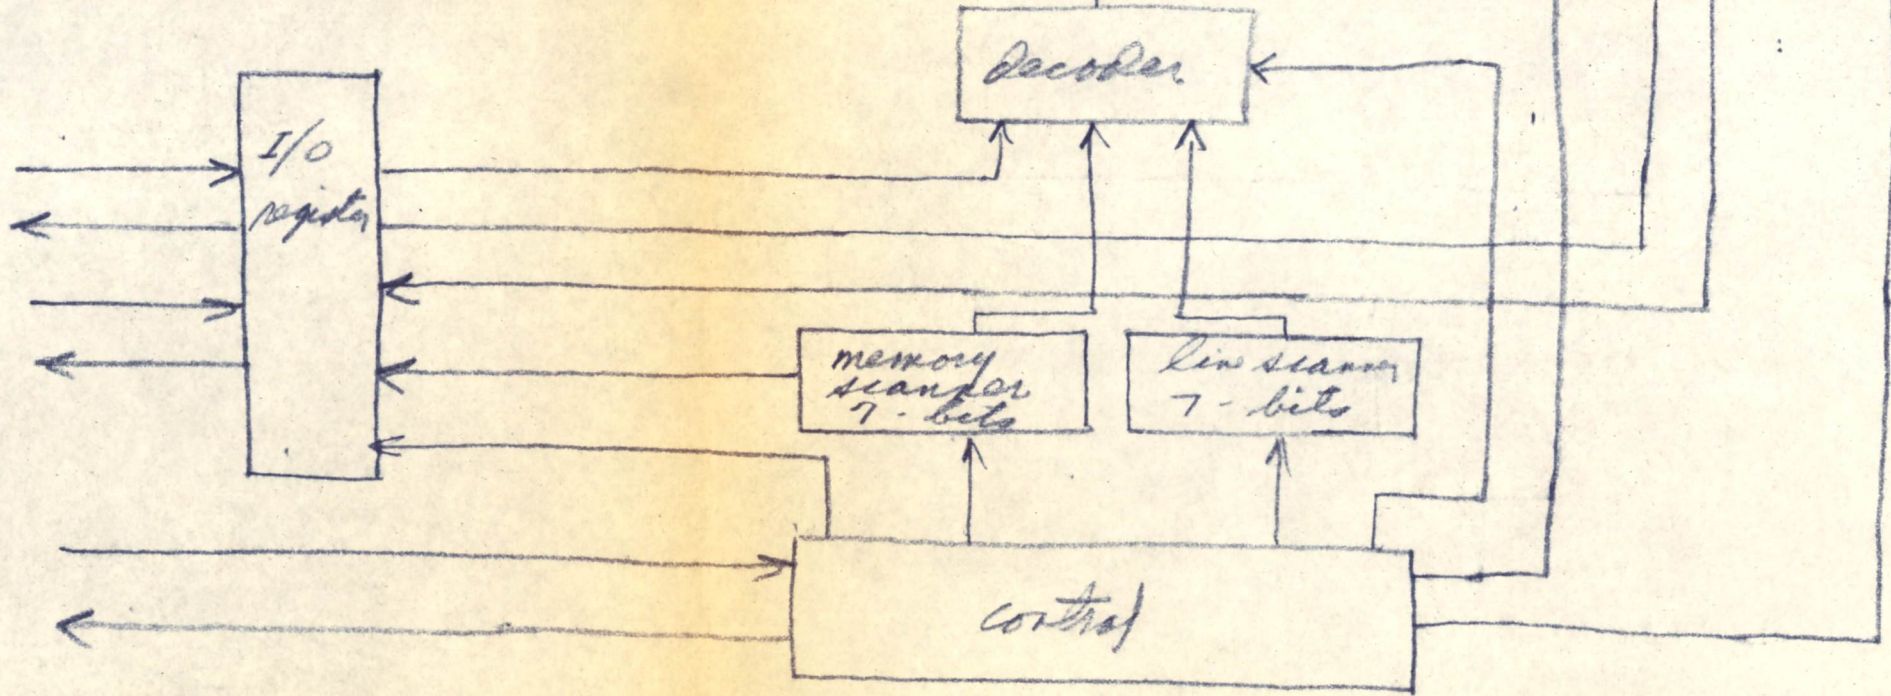 decoder
I/O
register
memory
scanner
7-bits
line scanner
7-bits
control